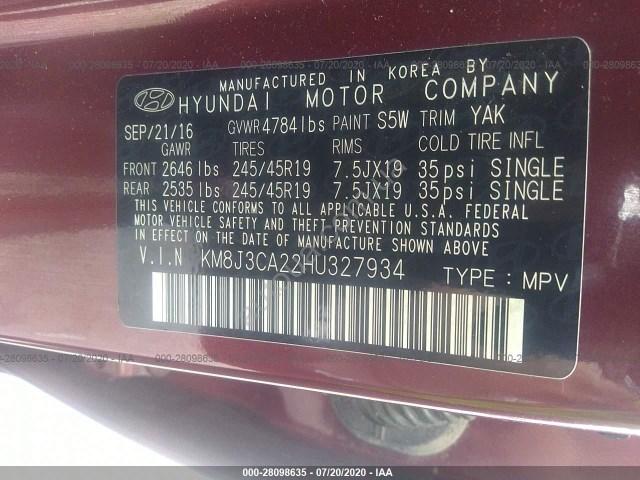 MANUFACTURED IN KOREA BY
HYUNDAI MOTOR COMPANY
SEP/21/16 GVWR 4784 lbs PAINT S5W TRIM YAK
GAWR TIRES RIMS COLD TIRE INFL
FRONT 2646 lbs 245/45R19 7.5JX19 35psi SINGLE
REAR 2535 lbs 245/45R19 7.5JX19 35psi SINGLE
THIS VEHICLE CONFORMS TO ALL APPLICABLE U.S.A. FEDERAL
MOTOR VEHICLE SAFETY AND THEFT PREVENTION STANDARDS
IN EFFECT ON THE DATE OF MANUFACTURE SHOWN ABOVE.
V.I.N KM8J3CA22HU327934 TYPE : MPV
000-28098635 - 07/20/2020 - IAA